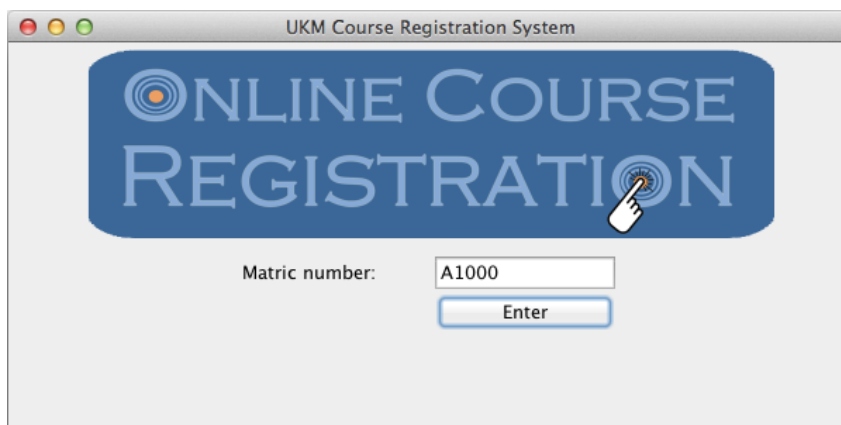 UKM Course Registration System
ONLINE COURSE
REGISTRATION
Matric number: A1000
Enter